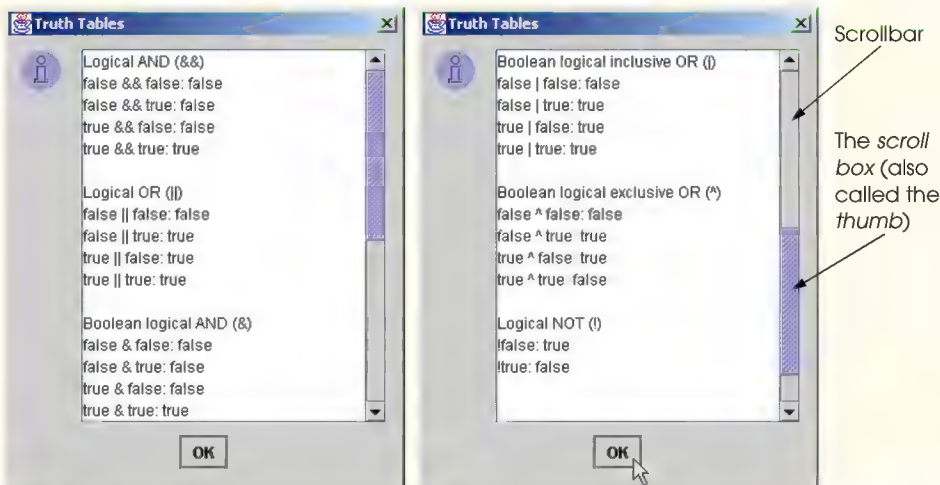 Truth Tables
Logical AND (&&)
false && false: false
false && true: false
true && false: false
true && true: true
Logical OR (||)
false || false: false
false || true: true
true || false: true
true || true: true
Boolean logical AND (&)
false & false: false
false & true: false
true & false: false
true & true: true
OK
Truth Tables
Boolean logical inclusive OR (|)
false | false: false
false | true: true
true | false: true
true | true: true
Boolean logical exclusive OR (^)
false ^ false: false
false ^ true true
true ^ false true
true ^ true false
Logical NOT (!)
!false: true
!true: false
OK
Scrollbar
The scroll
box (also
called the
thumb)